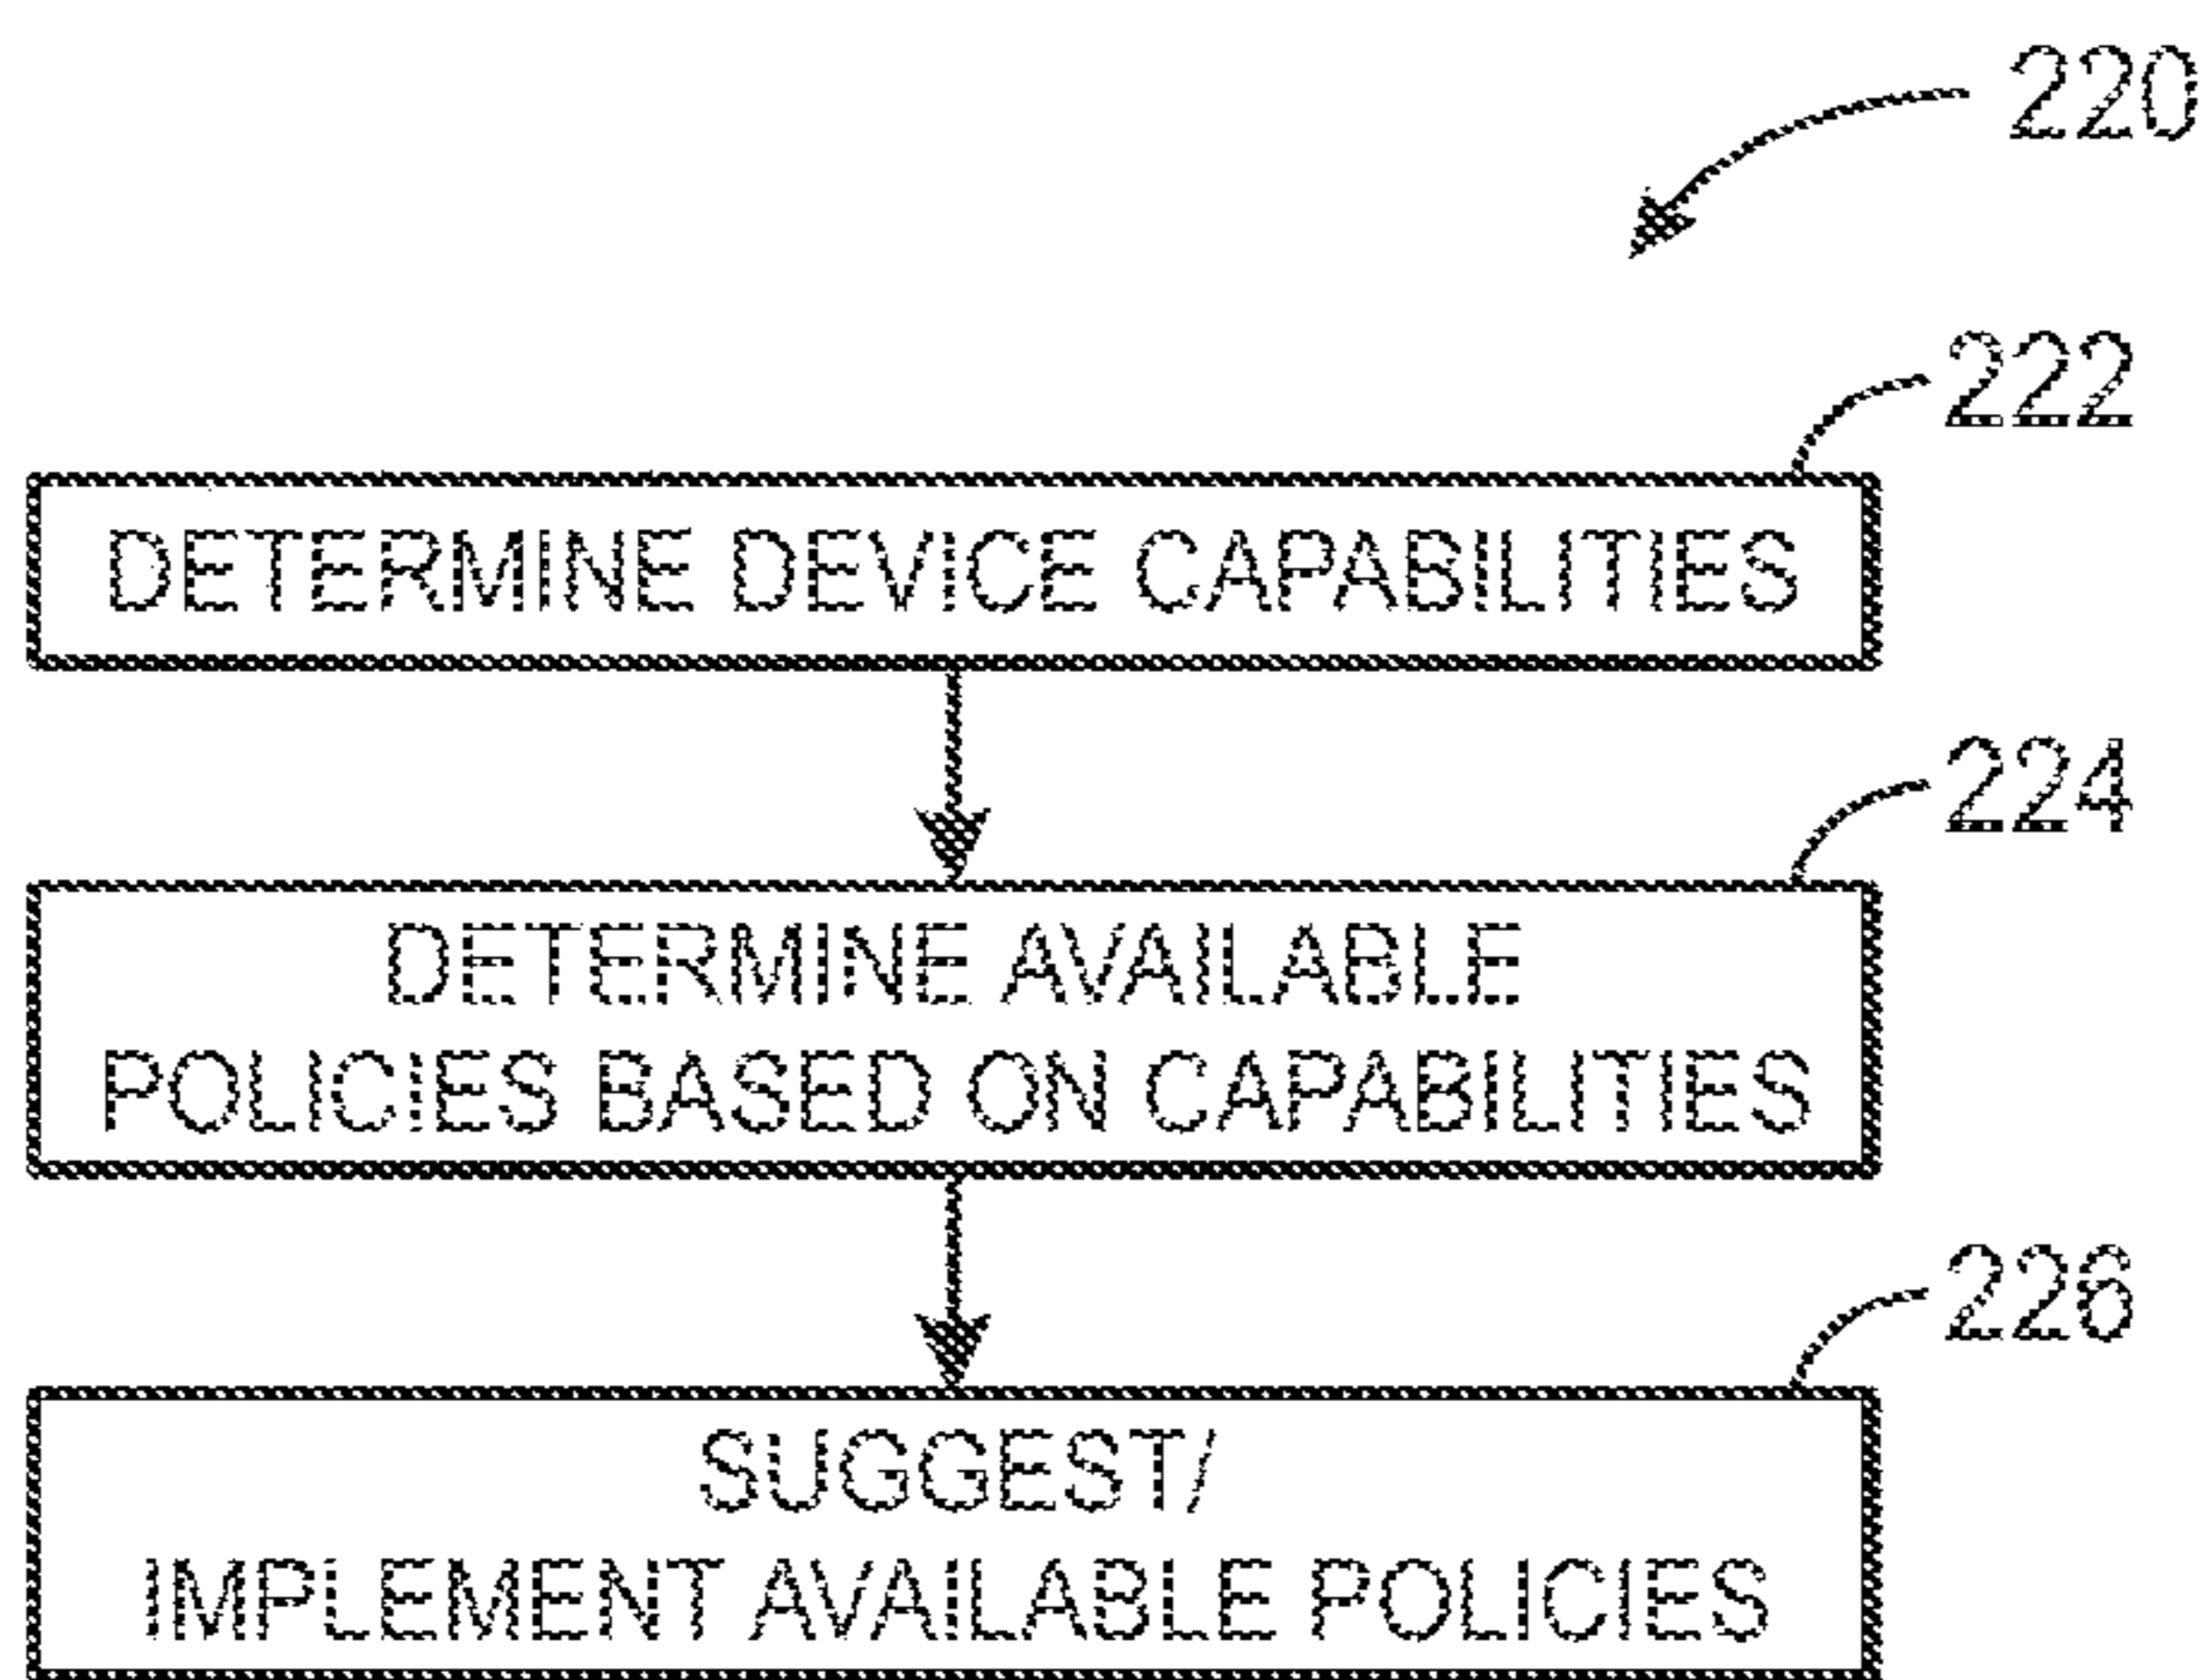 220
222
DETERMINE DEVICE CAPABILITIES
224
DETERMINE AVAILABLE
POLICIES BASED ON CAPABILITIES
226
SUGGEST/
IMPLEMENT AVAILABLE POLICIES